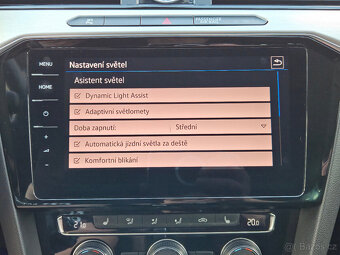 PASSENGER
MENU
Nastavení světel
HOME
Asistent světel
Dynamic Light Assist
Adaptivní světlomety
Doba zapnutí: Střední
Automatická jízdní světla za deště
Komfortní blikání
20.0